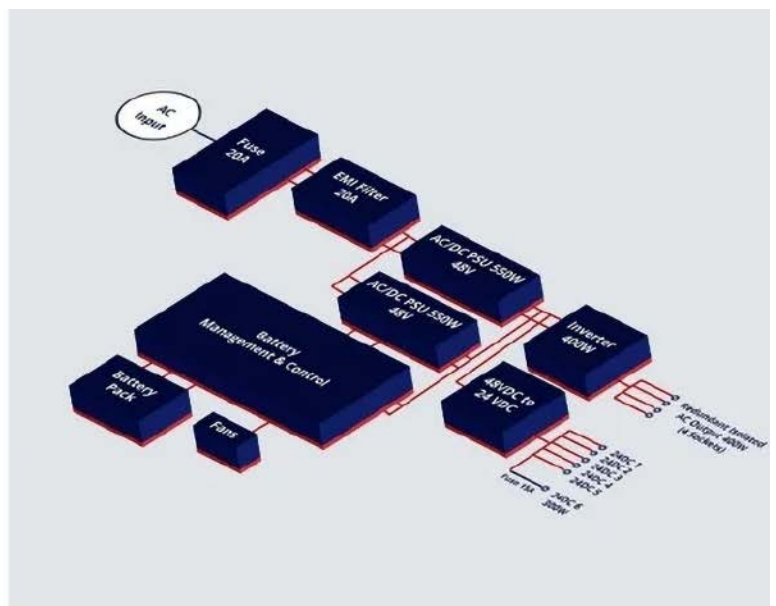 AC
Input
Fuse
20A
EMI Filter
20A
AC/DC PSU 550W
48V
AC/DC PSU 550W
48V
Battery
Management & Control
Inverter
400W
Battery
Pack
Fans
48VDC to
24 VDC
Redundant Isolated
AC Output 400W
(4 Sockets)
24DC 1
24DC 2
24DC 3
24DC 4
24DC 5
Fuse 15A
24DC 6
300W